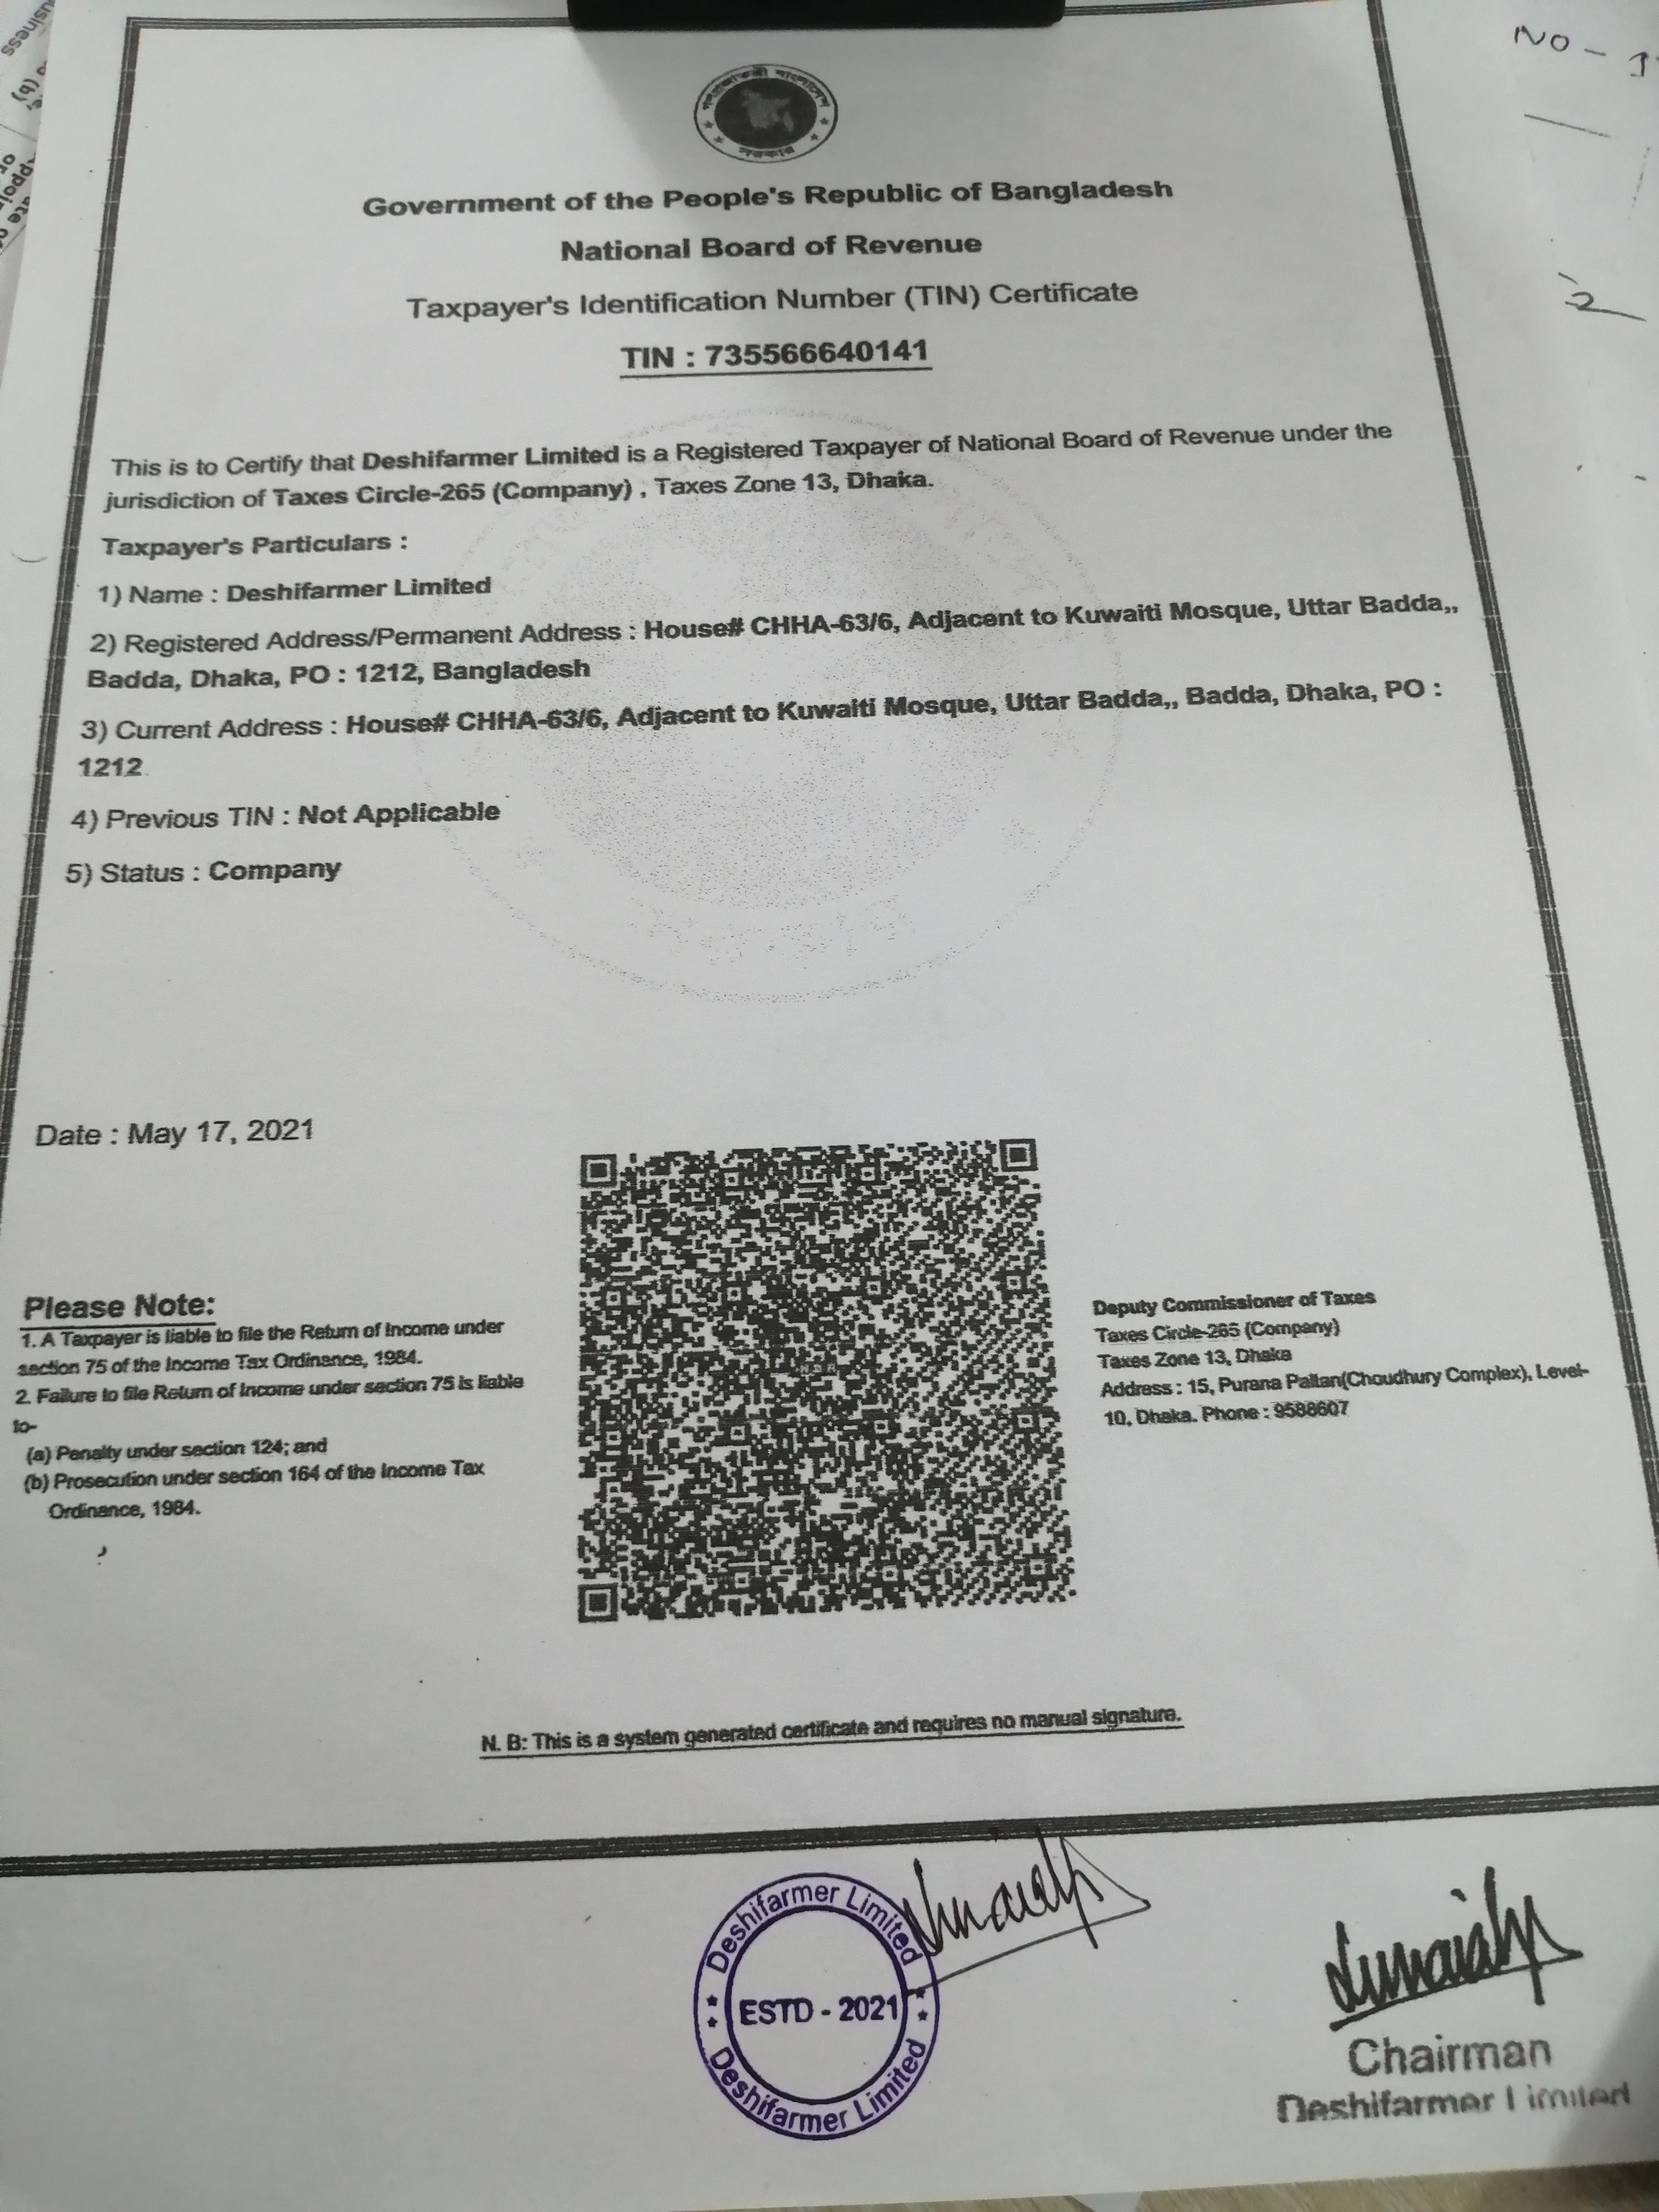 গণপ্রজাতন্ত্রী বাংলাদেশ
সরকার
Government of the People's Republic of Bangladesh
National Board of Revenue
Taxpayer's Identification Number (TIN) Certificate
TIN : 735566640141
This is to Certify that Deshifarmer Limited is a Registered Taxpayer of National Board of Revenue under the
jurisdiction of Taxes Circle-265 (Company) , Taxes Zone 13, Dhaka.
Taxpayer's Particulars :
1) Name : Deshifarmer Limited
2) Registered Address/Permanent Address : House# CHHA-63/6, Adjacent to Kuwaiti Mosque, Uttar Badda,,
Badda, Dhaka, PO : 1212, Bangladesh
3) Current Address : House# CHHA-63/6, Adjacent to Kuwaiti Mosque, Uttar Badda,, Badda, Dhaka, PO :
1212
4) Previous TIN : Not Applicable
5) Status : Company
Date : May 17, 2021
Please Note:
1. A Taxpayer is liable to file the Return of Income under
section 75 of the Income Tax Ordinance, 1984.
2. Failure to file Return of Income under section 75 is liable
to-
(a) Penalty under section 124; and
(b) Prosecution under section 164 of the Income Tax
Ordinance, 1984.
Deputy Commissioner of Taxes
Taxes Circle-265 (Company)
Taxes Zone 13, Dhaka
Address : 15, Purana Paltan(Choudhury Complex), Level-
10, Dhaka. Phone : 9588607
N. B: This is a system generated certificate and requires no manual signature.
Deshifarmer Limited
ESTD - 2021
Deshifarmer Limited
Chairman
Deshifarmer Limited
NO - 1
2
usiness
(b)